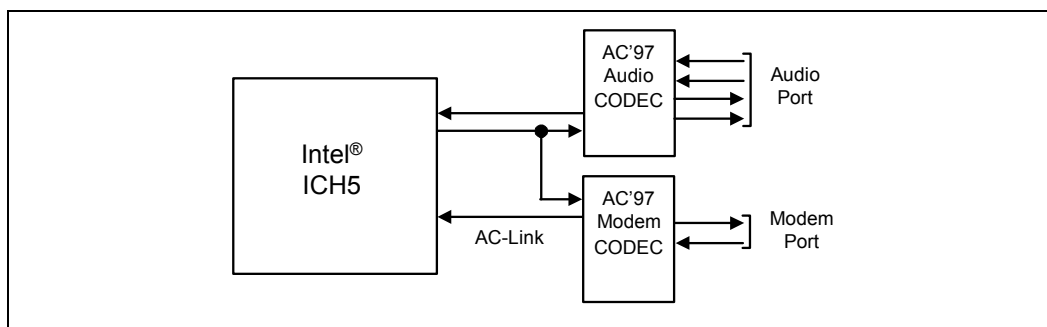 Intel®
ICH5
AC'97
Audio
CODEC
Audio
Port
AC'97
Modem
CODEC
Modem
Port
AC-Link